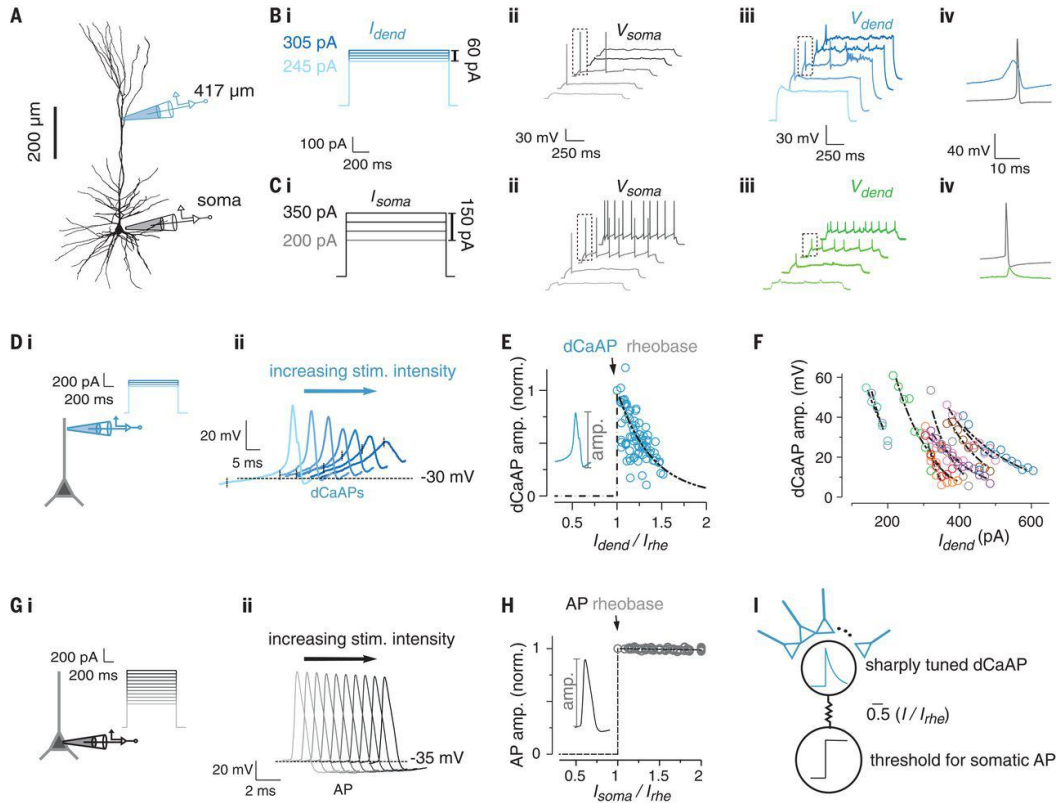 A
200 μm
417 μm
soma
B i
I_dend
305 pA
245 pA
60 pA
100 pA
200 ms
ii
V_soma
30 mV
250 ms
iii
V_dend
30 mV
250 ms
iv
40 mV
10 ms
C i
I_soma
350 pA
200 pA
150 pA
ii
V_soma
iii
V_dend
iv
D i
200 pA
200 ms
ii
increasing stim. intensity
20 mV
5 ms
-30 mV
dCaAPs
E
dCaAP rheobase
dCaAP amp. (norm.)
1
0
amp.
0.5 1 1.5 2
I_dend / I_rhe
F
dCaAP amp. (mV)
60
40
20
0
200 400 600
I_dend (pA)
G i
200 pA
200 ms
ii
increasing stim. intensity
-35 mV
20 mV
2 ms
AP
H
AP rheobase
AP amp. (norm.)
1
0
amp.
0.5 1 1.5 2
I_soma / I_rhe
I
sharply tuned dCaAP
0.5 (I / I_rhe)
threshold for somatic AP